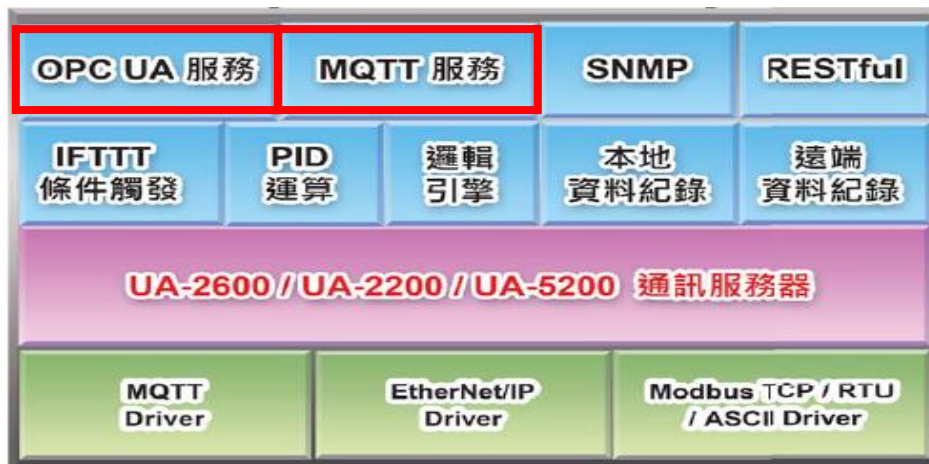 OPC UA 服務
MQTT 服務
SNMP
RESTful
IFTTT
條件觸發
PID
運算
邏輯
引擎
本地
資料紀錄
遠端
資料紀錄
UA-2600 / UA-2200 / UA-5200 通訊服務器
MQTT
Driver
EtherNet/IP
Driver
Modbus TCP / RTU
/ ASCII Driver